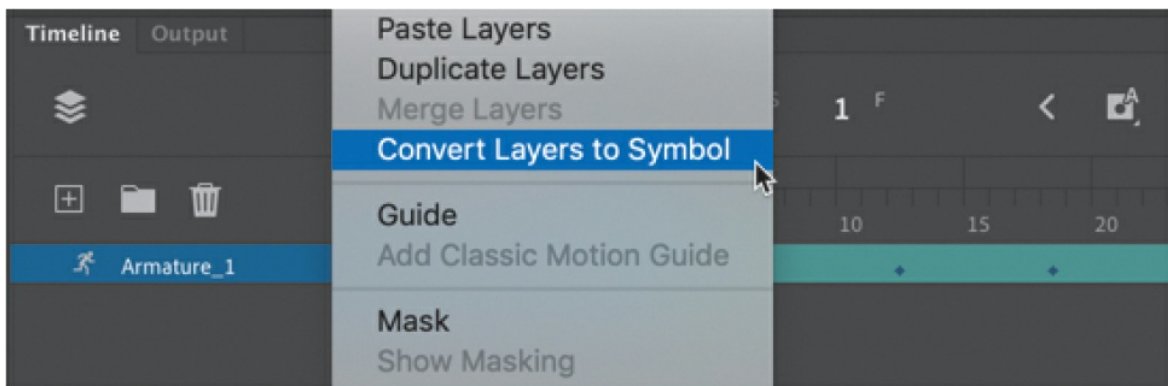 Timeline Output
Paste Layers
Duplicate Layers
Merge Layers
1 F
Convert Layers to Symbol
Guide
10 15 20
Add Classic Motion Guide
Armature_1
Mask
Show Masking